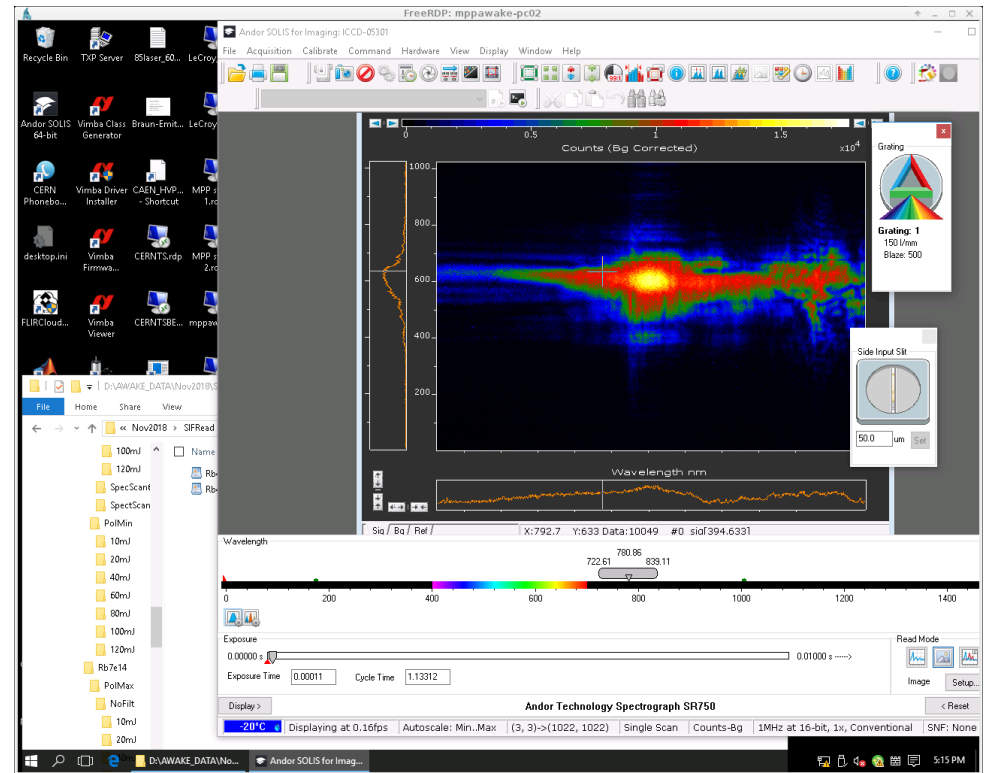 FreeRDP: mppawake-pc02
Recycle Bin
TXP Server
85laser_60...
LeCroy
Andor SOLIS 64-bit
Vimba Class Generator
Braun-Emit...
LeCroy
CERN Phonebo...
Vimba Driver Installer
CAEN_HVP... - Shortcut
MPP s 1.rc
desktop.ini
Vimba Firmwa...
CERNTS.rdp
MPP s 2.rc
FLIRCloud...
Vimba Viewer
CERNTSBE...
mppaw
Andor SOLIS for Imaging: ICCD-05301
File Acquisition Calibrate Command Hardware View Display Window Help
0 0.5 1 1.5
Counts (Bg Corrected) x10⁴
1000
800
600
400
200
Wavelength nm
Sig / Bg / Ref /
X:792.7 Y:633 Data:10049 #0 sig[394,633]
Grating
Grating: 1
150 l/mm
Blaze: 500
Side Input Slit
50.0 um Set
D:\AWAKE_DATA\Nov2018\S
File Home Share View
« Nov2018 > SIFRead
Name
Rb
Rb
100mJ
120mJ
SpecScant
SpectScan
PolMin
10mJ
20mJ
40mJ
60mJ
80mJ
100mJ
120mJ
Rb7e14
PolMax
NoFilt
10mJ
20mJ
Wavelength
780.86
722.61 839.11
0 200 400 600 800 1000 1200 1400
Exposure
0.00000 s 0.01000 s ----->
Exposure Time 0.00011 Cycle Time 1.13312
Read Mode
Image Setup...
Display > Andor Technology Spectrograph SR750 < Reset
-20°C Displaying at 0.16fps Autoscale: Min..Max (3, 3)->(1022, 1022) Single Scan Counts-Bg 1MHz at 16-bit, 1x, Conventional SNF: None
D:\AWAKE_DATA\No...
Andor SOLIS for Imag...
5:15 PM